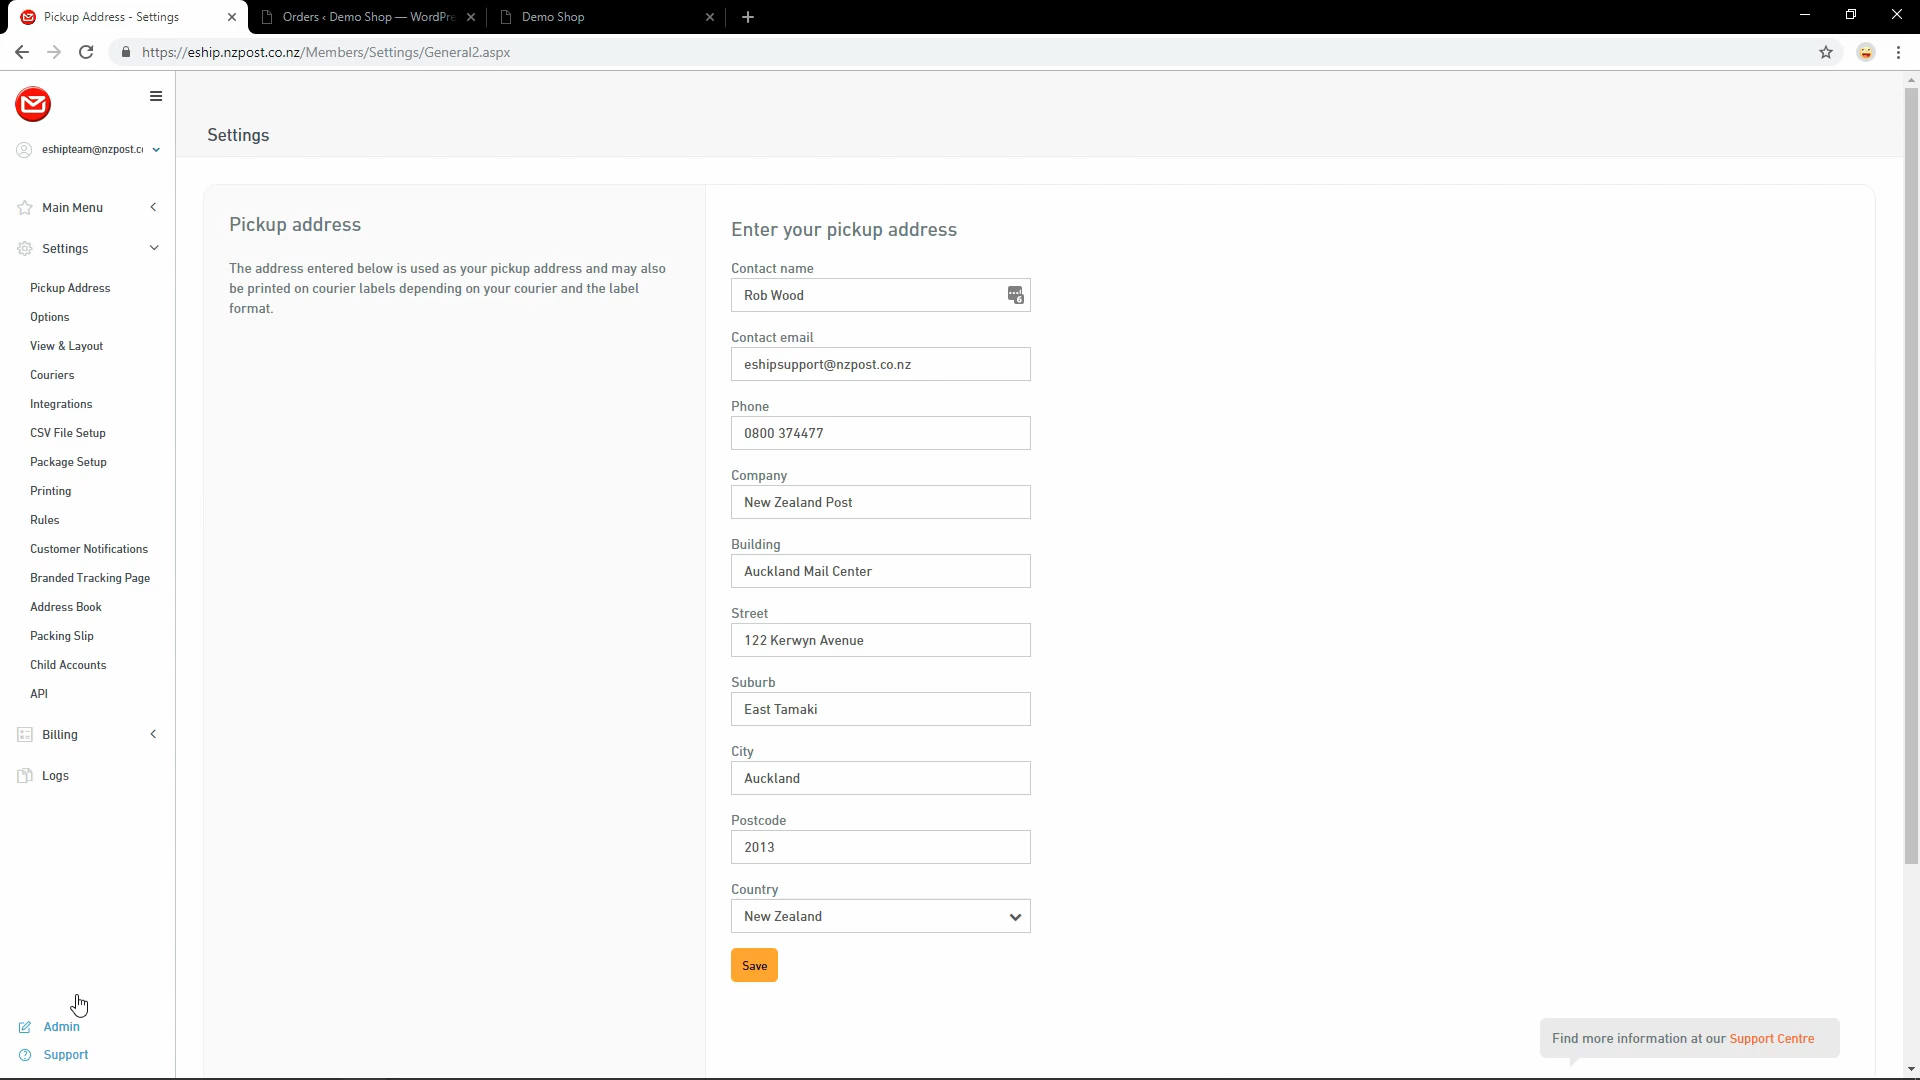 Pickup Address - Settings
Orders ‹ Demo Shop — WordPre
Demo Shop
https://eship.nzpost.co.nz/Members/Settings/General2.aspx
eshipteam@nzpost.cc
Main Menu
Settings
Pickup Address
Options
View & Layout
Couriers
Integrations
CSV File Setup
Package Setup
Printing
Rules
Customer Notifications
Branded Tracking Page
Address Book
Packing Slip
Child Accounts
API
Billing
Logs
Admin
Support
Settings
Pickup address
The address entered below is used as your pickup address and may also
be printed on courier labels depending on your courier and the label
format.
Enter your pickup address
Contact name
Rob Wood
6
Contact email
eshipsupport@nzpost.co.nz
Phone
0800 374477
Company
New Zealand Post
Building
Auckland Mail Center
Street
122 Kerwyn Avenue
Suburb
East Tamaki
City
Auckland
Postcode
2013
Country
New Zealand
Save
Find more information at our Support Centre